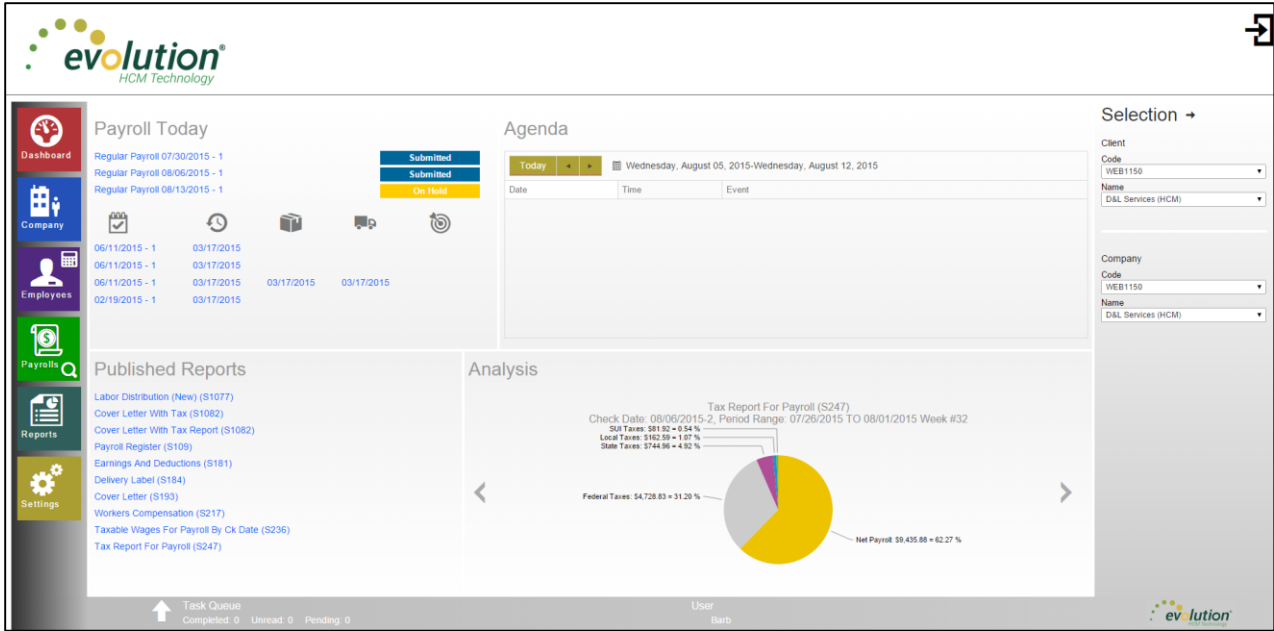 evolution®
HCM Technology
Dashboard
Company
Employees
Payrolls
Reports
Settings
Payroll Today
Regular Payroll 07/30/2015 - 1 Submitted
Regular Payroll 08/06/2015 - 1 Submitted
Regular Payroll 08/13/2015 - 1 On Hold
06/11/2015 - 1 03/17/2015
06/11/2015 - 1 03/17/2015
06/11/2015 - 1 03/17/2015 03/17/2015 03/17/2015
02/19/2015 - 1 03/17/2015
Agenda
Today Wednesday, August 05, 2015-Wednesday, August 12, 2015
Date Time Event
Selection
Client
Code
WEB1150
Name
D&L Services (HCM)
Company
Code
WEB1150
Name
D&L Services (HCM)
Published Reports
Labor Distribution (New) (S1077)
Cover Letter With Tax (S1082)
Cover Letter With Tax Report (S1082)
Payroll Register (S109)
Earnings And Deductions (S181)
Delivery Label (S184)
Cover Letter (S193)
Workers Compensation (S217)
Taxable Wages For Payroll By Ck Date (S236)
Tax Report For Payroll (S247)
Analysis
Tax Report For Payroll (S247)
Check Date: 08/06/2015-2, Period Range: 07/26/2015 TO 08/01/2015 Week #32
SUI Taxes: $81.92 = 0.54 %
Local Taxes: $162.59 = 1.07 %
State Taxes: $744.96 = 4.92 %
Federal Taxes: $4,728.83 = 31.20 %
Net Payroll: $9,435.88 = 62.27 %
Task Queue
Completed: 0 Unread: 0 Pending: 0
User
Barb
evolution
HCM Technology